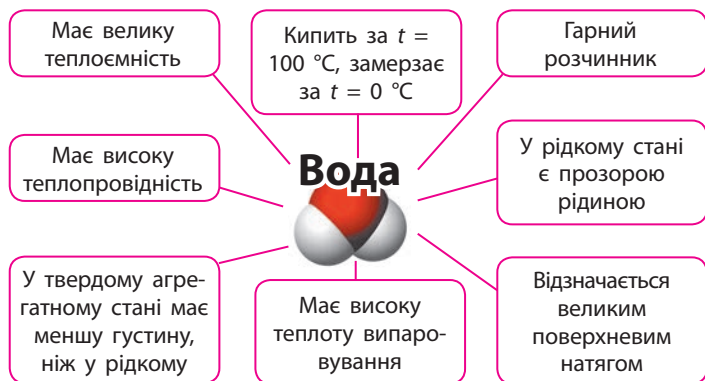 Має велику
теплоємність
Кипить за t =
100 °C, замерзає
за t = 0 °C
Гарний
розчинник
Має високу
теплопровідність
Вода
У рідкому стані
є прозорою
рідиною
У твердому агре-
гатному стані має
меншу густину,
ніж у рідкому
Має високу
теплоту випаро-
вування
Відзначається
великим
поверхневим
натягом